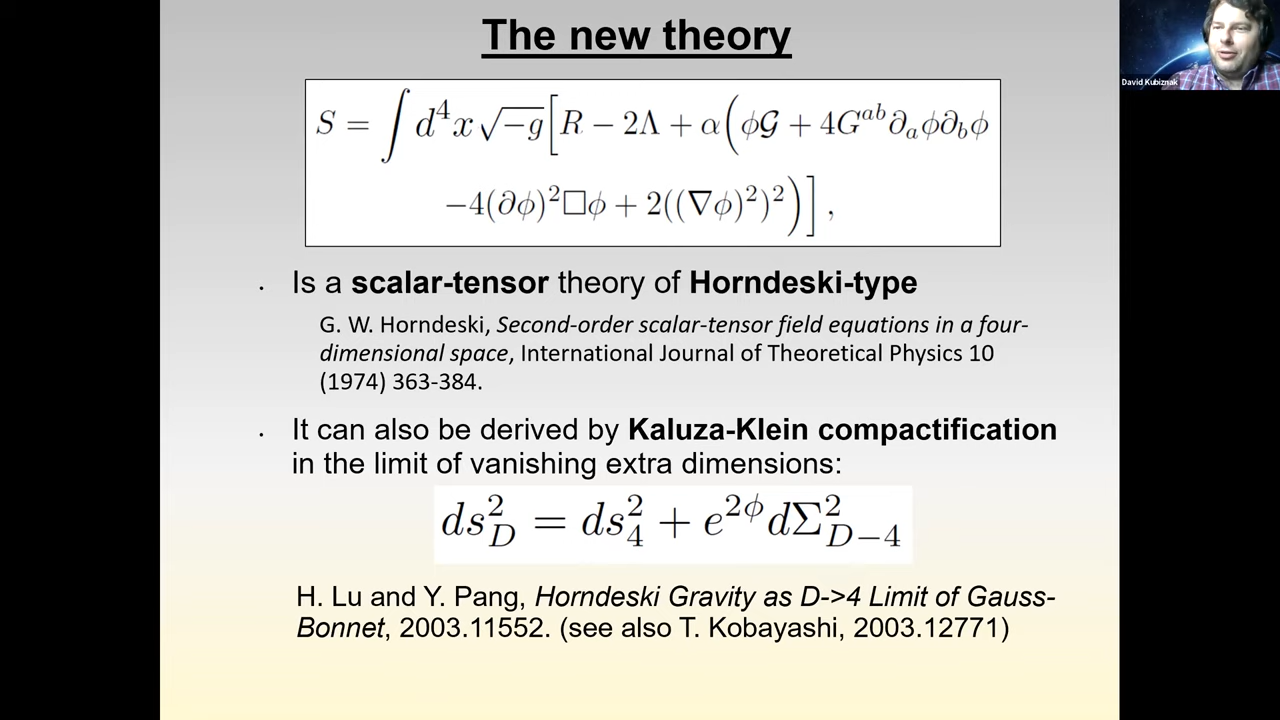 The new theory
David Kubiznak
S = ∫ d⁴x √−g [ R − 2Λ + α ( ϕ𝒢 + 4Gᵃᵇ∂ₐϕ∂_bϕ
−4(∂ϕ)²□ϕ + 2((∇ϕ)²)² ) ] ,
· Is a scalar-tensor theory of Horndeski-type
G. W. Horndeski, Second-order scalar-tensor field equations in a four-
dimensional space, International Journal of Theoretical Physics 10
(1974) 363-384.
· It can also be derived by Kaluza-Klein compactification
in the limit of vanishing extra dimensions:
ds²_D = ds²_4 + e^{2ϕ} dΣ²_{D−4}
H. Lu and Y. Pang, Horndeski Gravity as D->4 Limit of Gauss-
Bonnet, 2003.11552. (see also T. Kobayashi, 2003.12771)